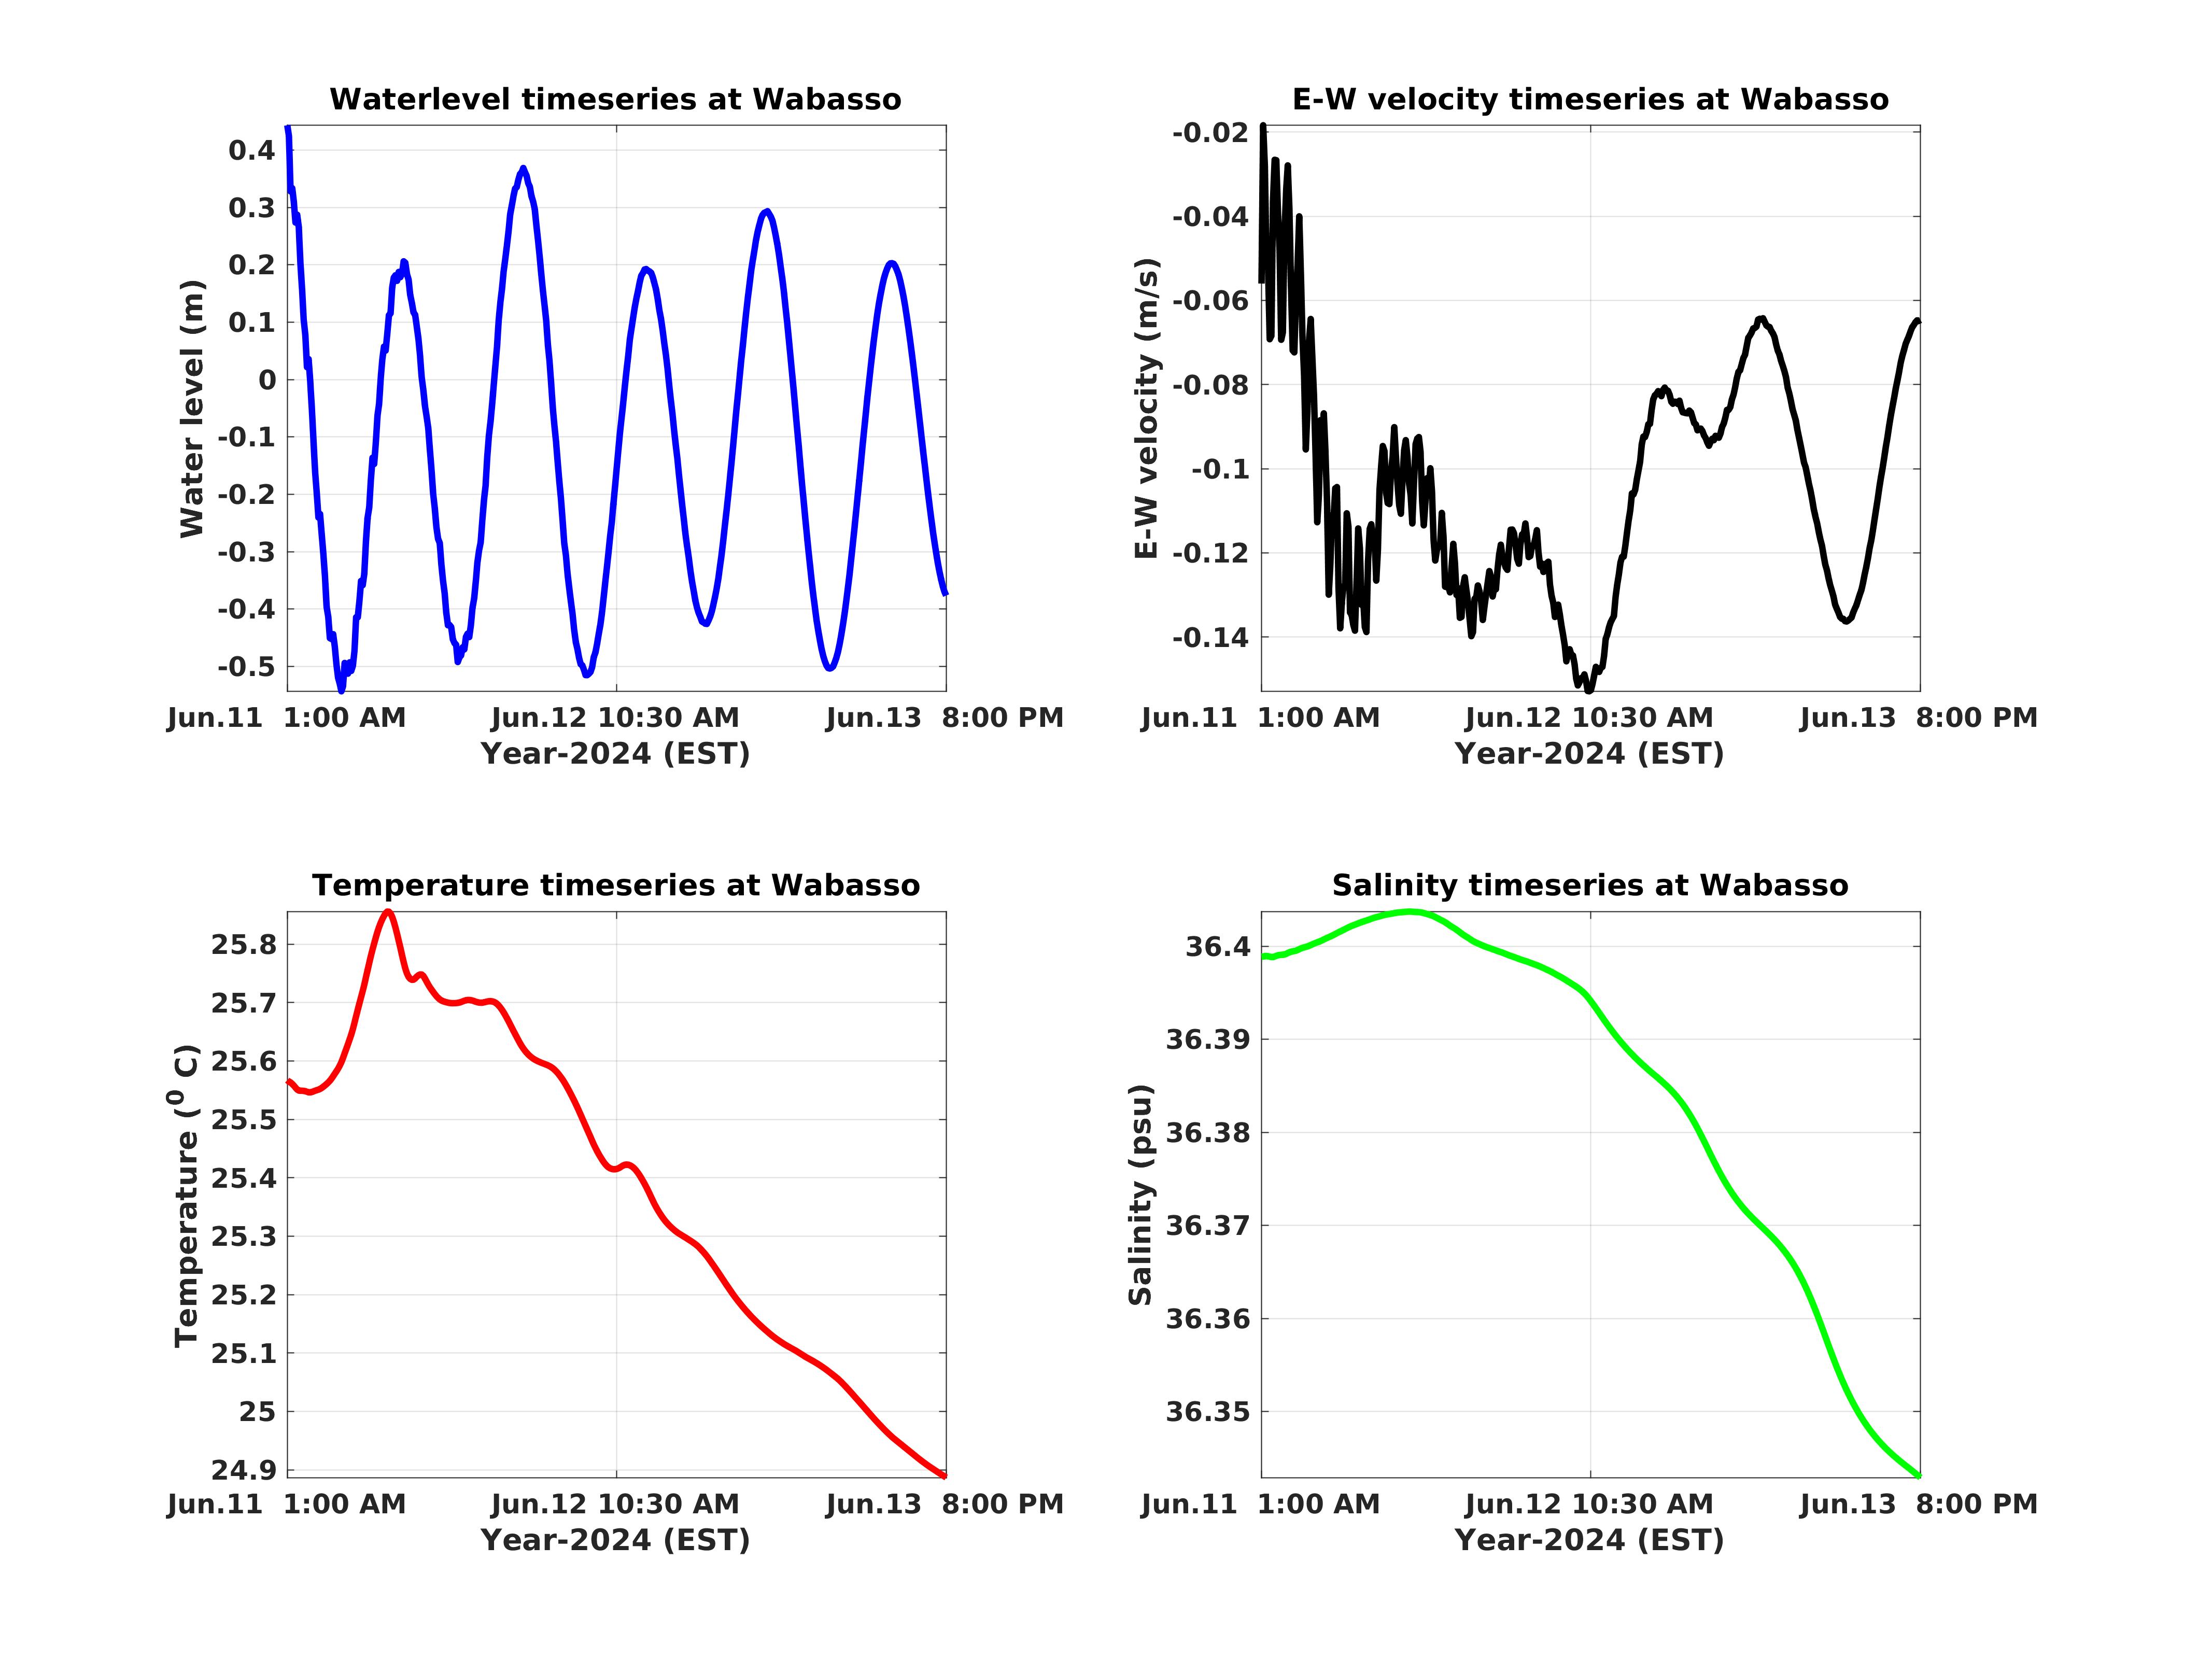 Waterlevel timeseries at Wabasso
0.4
0.3
0.2
0.1
0
-0.1
-0.2
-0.3
-0.4
-0.5
Water level (m)
Jun.11 1:00 AM Jun.12 10:30 AM Jun.13 8:00 PM
Year-2024 (EST)
E-W velocity timeseries at Wabasso
-0.02
-0.04
-0.06
-0.08
-0.1
-0.12
-0.14
E-W velocity (m/s)
Jun.11 1:00 AM Jun.12 10:30 AM Jun.13 8:00 PM
Year-2024 (EST)
Temperature timeseries at Wabasso
25.8
25.7
25.6
25.5
25.4
25.3
25.2
25.1
25
24.9
Temperature (⁰ C)
Jun.11 1:00 AM Jun.12 10:30 AM Jun.13 8:00 PM
Year-2024 (EST)
Salinity timeseries at Wabasso
36.4
36.39
36.38
36.37
36.36
36.35
Salinity (psu)
Jun.11 1:00 AM Jun.12 10:30 AM Jun.13 8:00 PM
Year-2024 (EST)